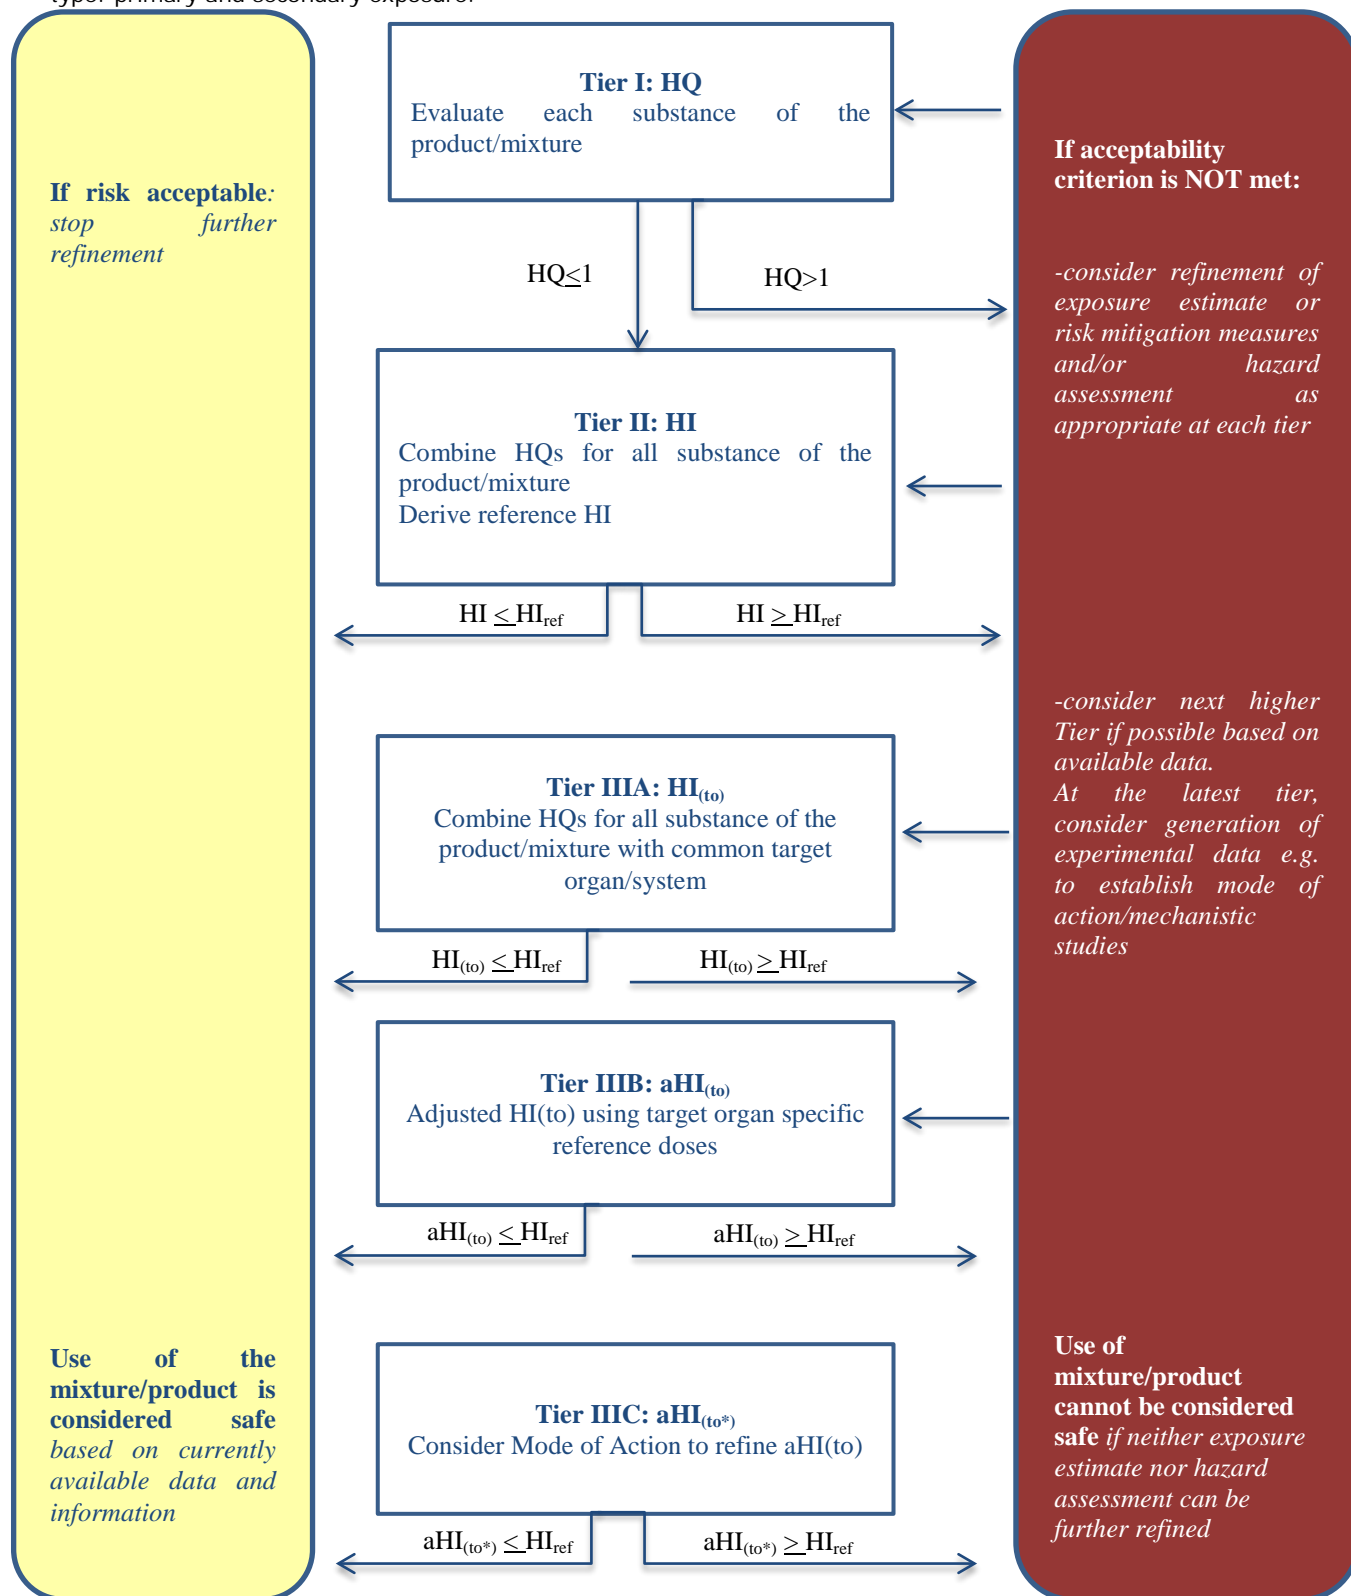 type: primary and secondary exposure.
Tier I: HQ
Evaluate each substance of the
product/mixture
If acceptability
criterion is NOT met:
If risk acceptable:
stop further
refinement
HQ≤1
HQ>1
-consider refinement of
exposure estimate or
risk mitigation measures
and/or hazard
assessment as
appropriate at each tier
Tier II: HI
Combine HQs for all substance of the
product/mixture
Derive reference HI
HI ≤ HIref
HI ≥ HIref
-consider next higher
Tier if possible based on
available data.
At the latest tier,
consider generation of
experimental data e.g.
to establish mode of
action/mechanistic
studies
Tier IIIA: HI(to)
Combine HQs for all substance of the
product/mixture with common target
organ/system
HI(to) ≤ HIref
HI(to) ≥ HIref
Tier IIIB: aHI(to)
Adjusted HI(to) using target organ specific
reference doses
aHI(to) ≤ HIref
aHI(to) ≥ HIref
Use of the
mixture/product is
considered safe
based on currently
available data and
information
Tier IIIC: aHI(to*)
Consider Mode of Action to refine aHI(to)
Use of
mixture/product
cannot be considered
safe if neither exposure
estimate nor hazard
assessment can be
further refined
aHI(to*) ≤ HIref
aHI(to*) ≥ HIref